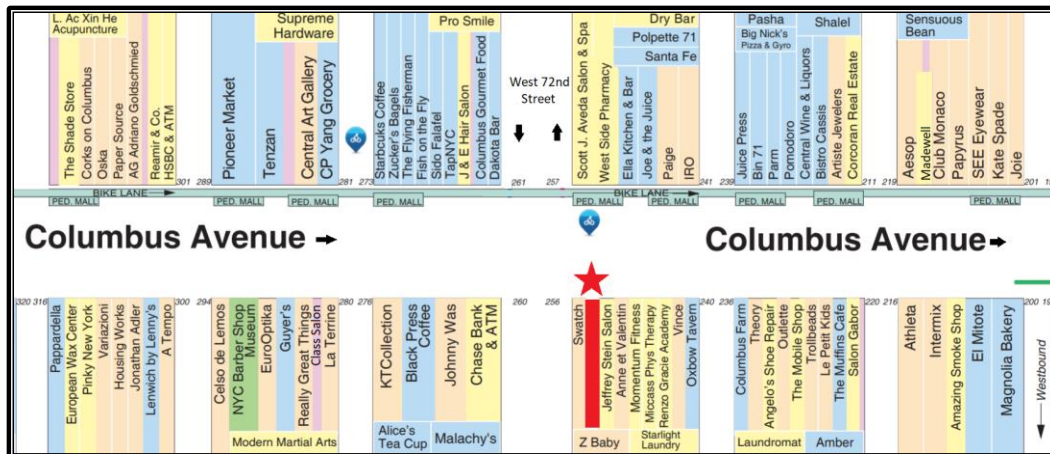 L. Ac Xin He
Acupuncture
The Shade Store
Corks on Columbus
Oska
Paper Source
AG Adriano Goldschmied
Reamir & Co.
HSBC & ATM
301
289
Pioneer Market
Supreme
Hardware
Tenzan
Central Art Gallery
CP Yang Grocery
281
273
Starbucks Coffee
Zucker's Bagels
The Flying Fisherman
Fish on the Fly
Sido Falafel
TapNYC
Pro Smile
J & E Hair Salon
Columbus Gourmet Food
Dakota Bar
261
West 72nd
Street
257
Scott J. Aveda Salon & Spa
West Side Pharmacy
Dry Bar
Polpette 71
Santa Fe
Ella Kitchen & Bar
Joe & the Juice
Paige
IRO
241
239
Pasha
Big Nick's
Pizza & Gyro
Juice Press
Bin 71
Farm
Pomodoro
Shalel
Central Wine & Liquors
Bistro Cassis
Artiste Jewelers
Corcoran Real Estate
211
219
Sensuous
Bean
Aesop
Madewell
Club Monaco
Papyrus
SEE Eyewear
Kate Spade
Joie
201
19
BIKE LANE
BIKE LANE
PED. MALL
PED. MALL
PED. MALL
PED. MALL
PED. MALL
PED. MALL
PED. MALL
PED. MALL
PED. MALL
PED. MALL
Columbus Avenue
Columbus Avenue
320
316
Pappardella
European Wax Center
Pinky New York
Variazioni
Housing Works
Jonathan Adler
Lenwich by Lenny's
A Tempo
300
294
Celso de Lemos
NYC Barber Shop
Museum
EuroOptika
Guyer's
Really Great Things
Class Salon
La Terrine
280
Modern Martial Arts
276
KTCollection
Black Press
Coffee
Johnny Was
Chase Bank
& ATM
260
Alice's
Tea Cup
Malachy's
256
Swatch
Jeffrey Stein Salon
Anne et Valentin
Momentum Fitness
Miccass Phys Therapy
Renzo Gracie Academy
Vince
Oxbow Tavern
240
Z Baby
Starlight
Laundry
236
Columbus Farm
Theory
Angelo's Shoe Repair
Outlette
The Mobile Shop
Trollbeads
Le Petit Kids
The Muffins Cafe
Salon Gabor
220
Laundromat
Amber
216
Athleta
Intermix
Amazing Smoke Shop
El Mitote
Magnolia Bakery
200
19
Westbound